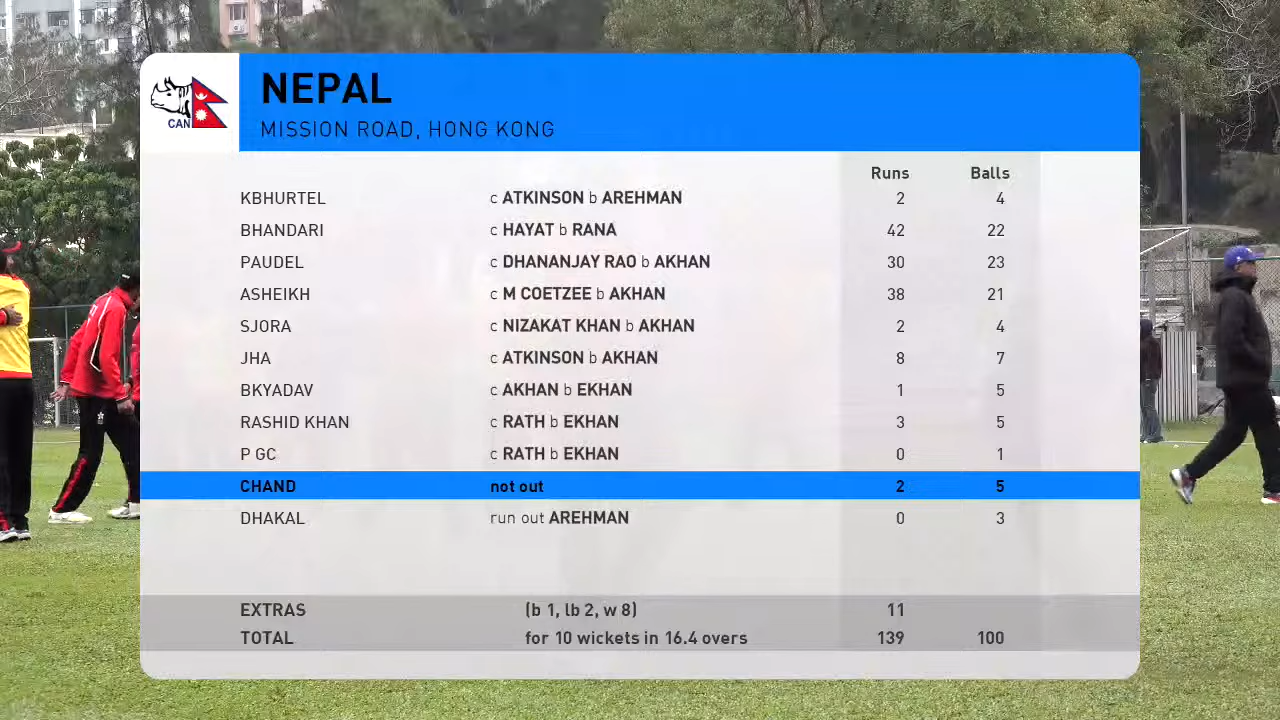 CAN
NEPAL
MISSION ROAD, HONG KONG
Runs Balls
KBHURTEL c ATKINSON b AREHMAN 2 4
BHANDARI c HAYAT b RANA 42 22
PAUDEL c DHANANJAY RAO b AKHAN 30 23
ASHEIKH c M COETZEE b AKHAN 38 21
SJORA c NIZAKAT KHAN b AKHAN 2 4
JHA c ATKINSON b AKHAN 8 7
BKYADAV c AKHAN b EKHAN 1 5
RASHID KHAN c RATH b EKHAN 3 5
P GC c RATH b EKHAN 0 1
CHAND not out 2 5
DHAKAL run out AREHMAN 0 3
EXTRAS (b 1, lb 2, w 8) 11
TOTAL for 10 wickets in 16.4 overs 139 100